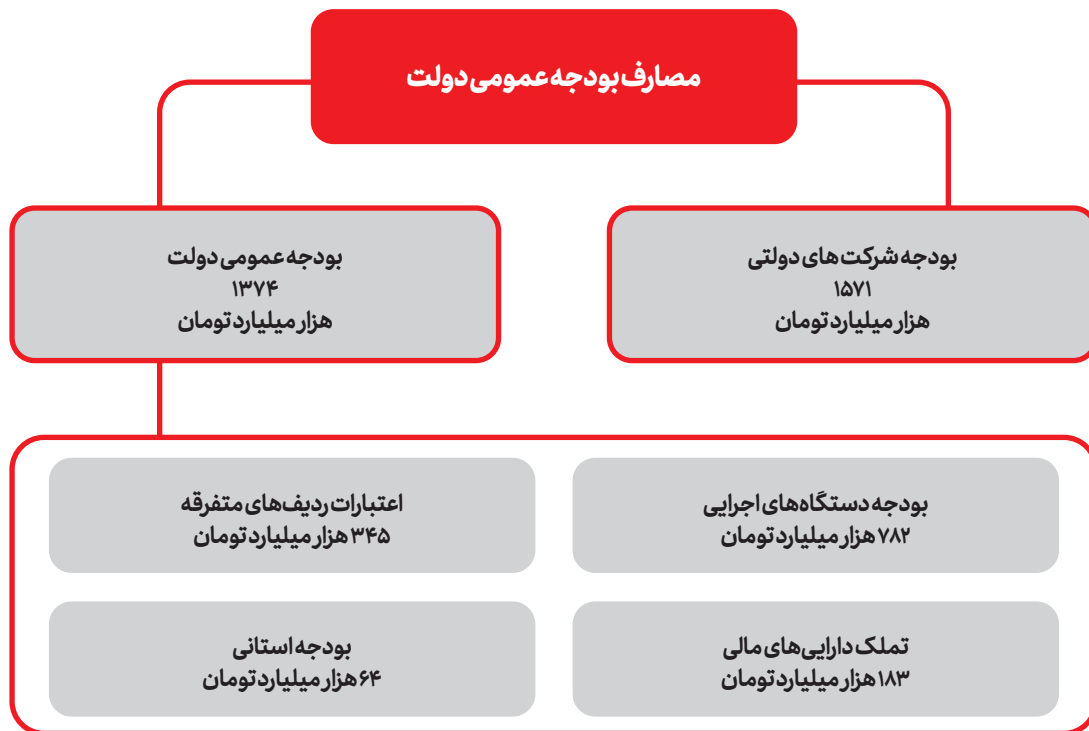 مصارف بودجه عمومی دولت
بودجه شرکت‌های دولتی
۱۵۷۱
هزار میلیارد تومان
بودجه عمومی دولت
۱۳۷۴
هزار میلیارد تومان
بودجه دستگاه‌های اجرایی
۷۸۲ هزار میلیارد تومان
اعتبارات ردیف‌های متفرقه
۳۴۵ هزار میلیارد تومان
تملک دارایی‌های مالی
۱۸۳ هزار میلیارد تومان
بودجه استانی
۶۴ هزار میلیارد تومان